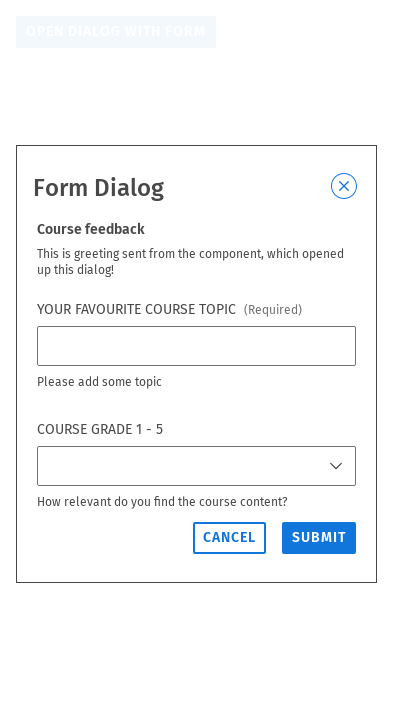 OPEN DIALOG WITH FORM
Form Dialog
Course feedback
This is greeting sent from the component, which opened
up this dialog!
YOUR FAVOURITE COURSE TOPIC (Required)
Please add some topic
COURSE GRADE 1 - 5
How relevant do you find the course content?
CANCEL SUBMIT